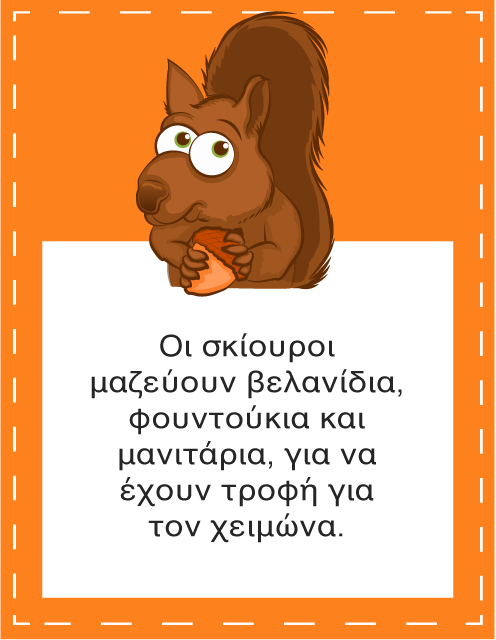 Οι σκίουροι
μαζεύουν βελανίδια,
φουντούκια και
μανιτάρια, για να
έχουν τροφή για
τον χειμώνα.